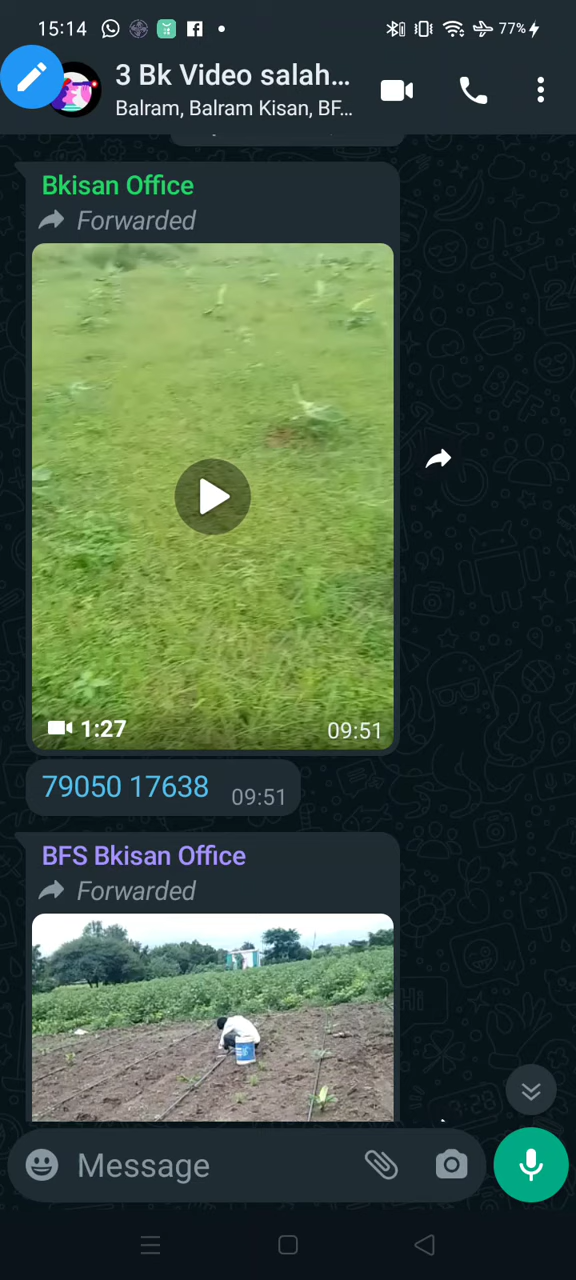 15:14
77%
3 Bk Video salah...
Balram, Balram Kisan, BF...
Bkisan Office
Forwarded
1:27
09:51
79050 17638 09:51
BFS Bkisan Office
Forwarded
Message